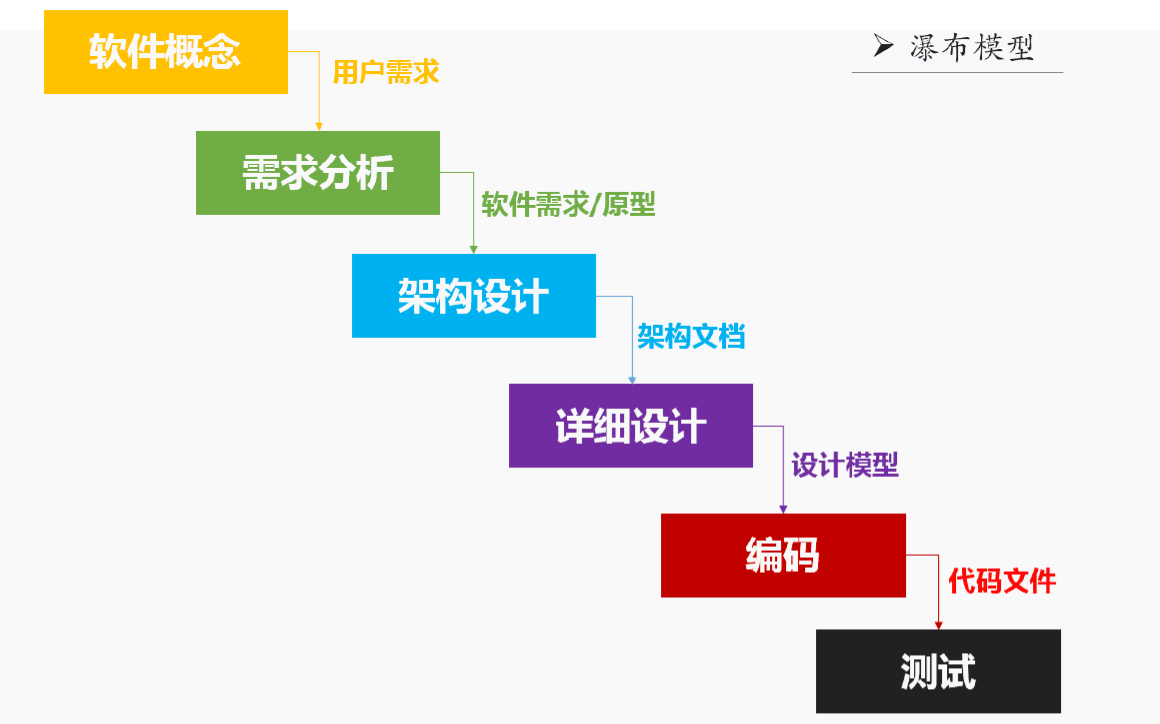 软件概念
➢ 瀑布模型
用户需求
需求分析
软件需求/原型
架构设计
架构文档
详细设计
设计模型
编码
代码文件
测试